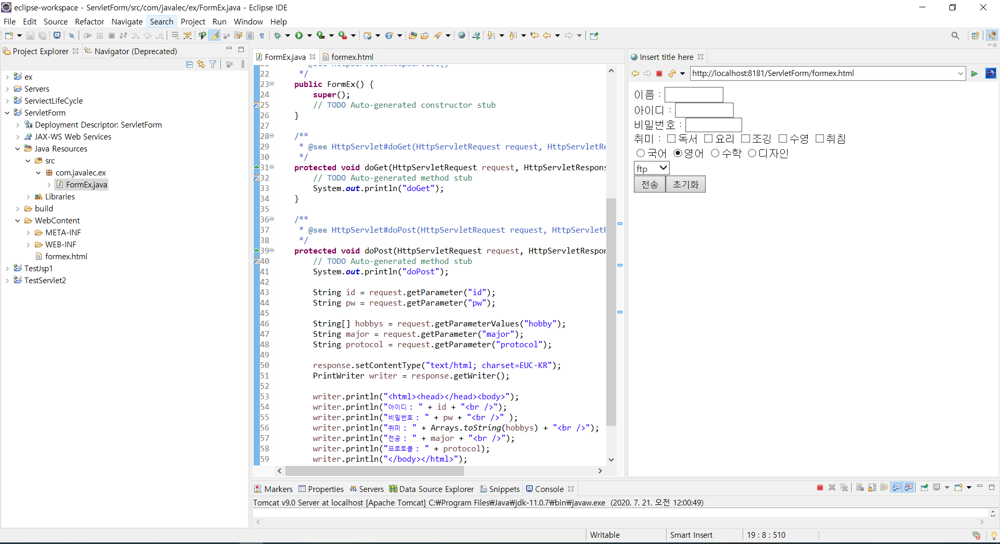 eclipse-workspace - ServletForm/src/com/javalec/ex/FormEx.java - Eclipse IDE
File Edit Source Refactor Navigate Search Project Run Window Help
Project Explorer Navigator (Deprecated)
ex
Servers
ServiectLifeCycle
ServletForm
Deployment Descriptor: ServletForm
JAX-WS Web Services
Java Resources
src
com.javalec.ex
FormEx.java
Libraries
build
WebContent
META-INF
WEB-INF
formex.html
TestJsp1
TestServlet2
FormEx.java formex.html
21 * @see HttpServlet#HttpServlet()
22 */
23 public FormEx() {
24 super();
25 // TODO Auto-generated constructor stub
26 }
27
28 /**
29 * @see HttpServlet#doGet(HttpServletRequest request, HttpServletRe
30 */
31 protected void doGet(HttpServletRequest request, HttpServletRespons
32 // TODO Auto-generated method stub
33 System.out.println("doGet");
34 }
35
36 /**
37 * @see HttpServlet#doPost(HttpServletRequest request, HttpServletR
38 */
39 protected void doPost(HttpServletRequest request, HttpServletRespon
40 // TODO Auto-generated method stub
41 System.out.println("doPost");
42
43 String id = request.getParameter("id");
44 String pw = request.getParameter("pw");
45
46 String[] hobbys = request.getParameterValues("hobby");
47 String major = request.getParameter("major");
48 String protocol = request.getParameter("protocol");
49
50 response.setContentType("text/html; charset=EUC-KR");
51 PrintWriter writer = response.getWriter();
52
53 writer.println("<html><head></head><body>");
54 writer.println("아이디 : " + id + "<br />");
55 writer.println("비밀번호 : " + pw + "<br />" );
56 writer.println("취미 : " + Arrays.toString(hobbys) + "<br />");
57 writer.println("전공 : " + major + "<br />");
58 writer.println("프로토콜 : " + protocol);
59 writer.println("</body></html>");
Insert title here
http://localhost:8181/ServletForm/formex.html
이름 :
아이디 :
비밀번호 :
취미 : 독서 요리 조깅 수영 취침
국어 영어 수학 디자인
ftp
전송 초기화
Markers Properties Servers Data Source Explorer Snippets Console
Tomcat v9.0 Server at localhost [Apache Tomcat] C:₩Program Files₩Java₩jdk-11.0.7₩bin₩javaw.exe (2020. 7. 21. 오전 12:00:49)
Writable Smart Insert 19 : 8 : 510